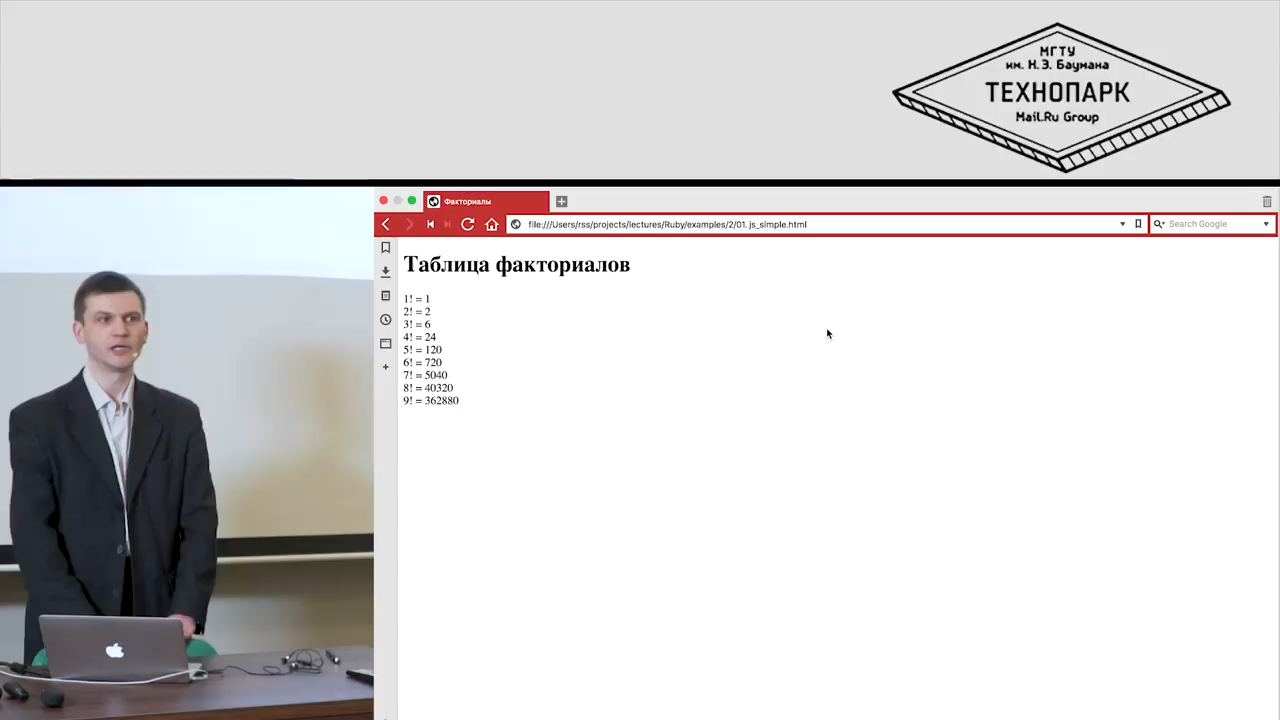 МГТУ
им. Н.Э. Баумана
ТЕХНОПАРК
Mail.Ru Group
Факториалы
file:///Users/rss/projects/lectures/Ruby/examples/2/01. js_simple.html
Search Google
Таблица факториалов
1! = 1
2! = 2
3! = 6
4! = 24
5! = 120
6! = 720
7! = 5040
8! = 40320
9! = 362880